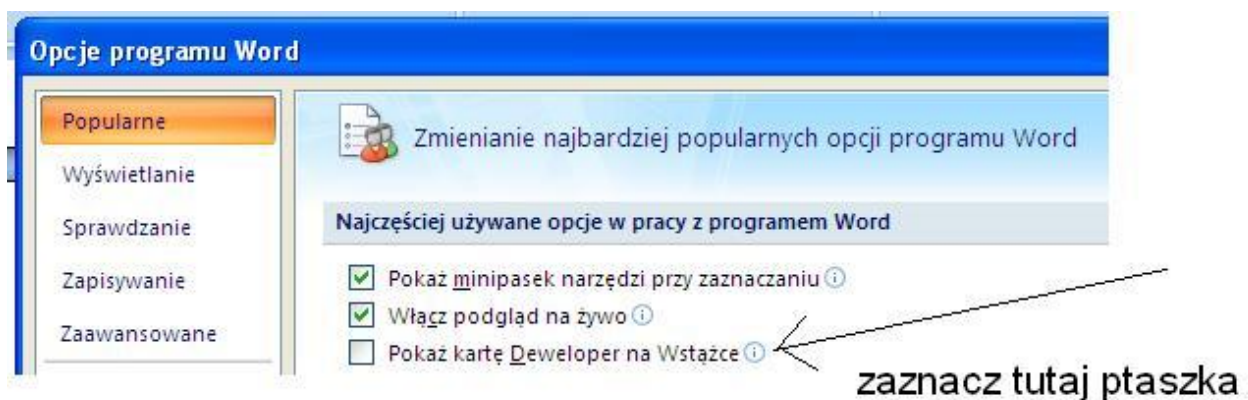 Opcje programu Word
Popularne
Wyświetlanie
Sprawdzanie
Zapisywanie
Zaawansowane
Zmienianie najbardziej popularnych opcji programu Word
Najczęściej używane opcje w pracy z programem Word
Pokaż minipasek narzędzi przy zaznaczaniu
Włącz podgląd na żywo
Pokaż kartę Deweloper na Wstążce
zaznacz tutaj ptaszka